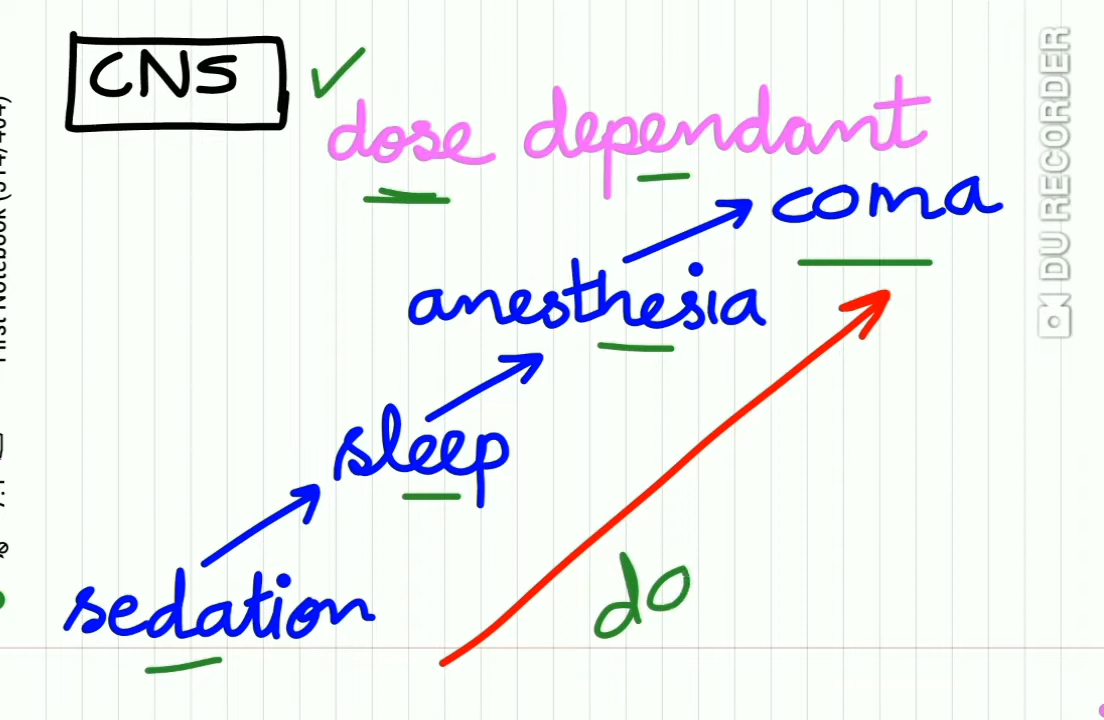 CNS
dose dependant
coma
anesthesia
sleep
sedation
do
DU RECORDER